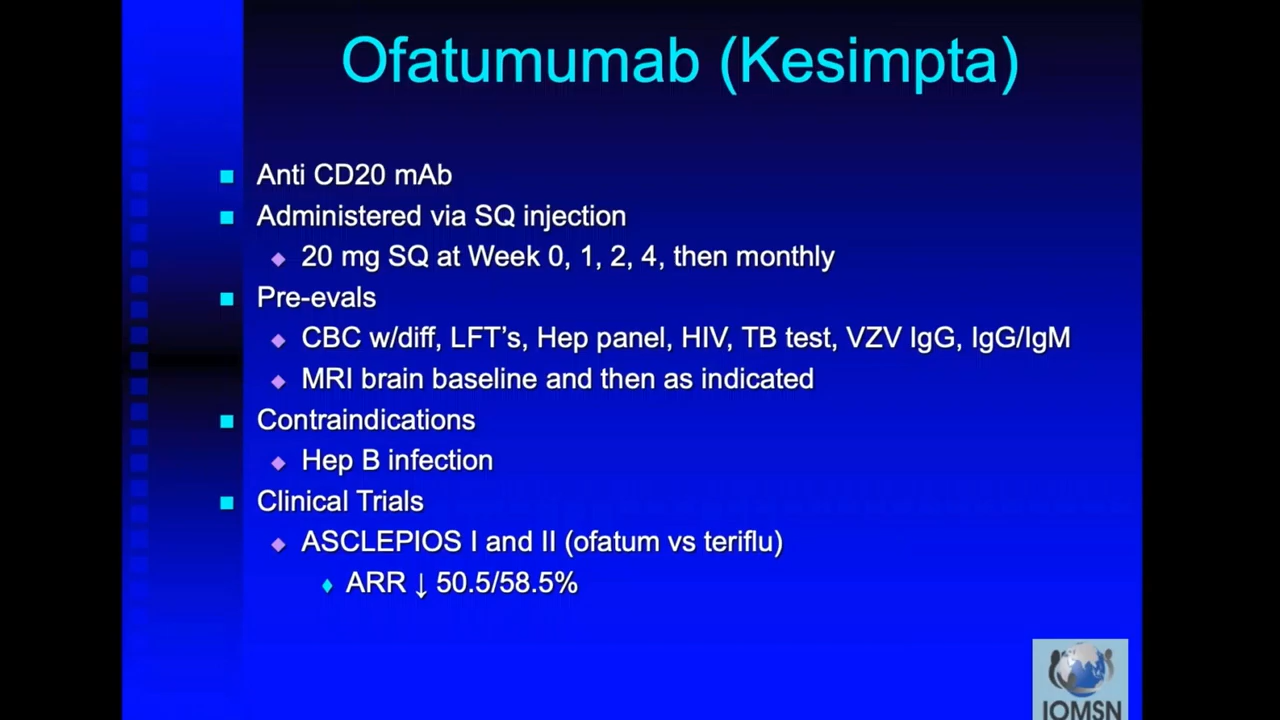 Ofatumumab (Kesimpta)
Anti CD20 mAb
Administered via SQ injection
20 mg SQ at Week 0, 1, 2, 4, then monthly
Pre-evals
CBC w/diff, LFT’s, Hep panel, HIV, TB test, VZV IgG, IgG/IgM
MRI brain baseline and then as indicated
Contraindications
Hep B infection
Clinical Trials
ASCLEPIOS I and II (ofatum vs teriflu)
ARR ↓ 50.5/58.5%
IOMSN